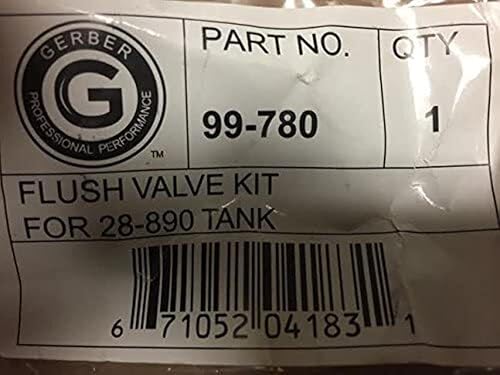 GERBER
G
PROFESSIONAL PERFORMANCE
TM
PART NO.
QTY
99-780
1
FLUSH VALVE KIT
FOR 28-890 TANK
6 71052 04183 1